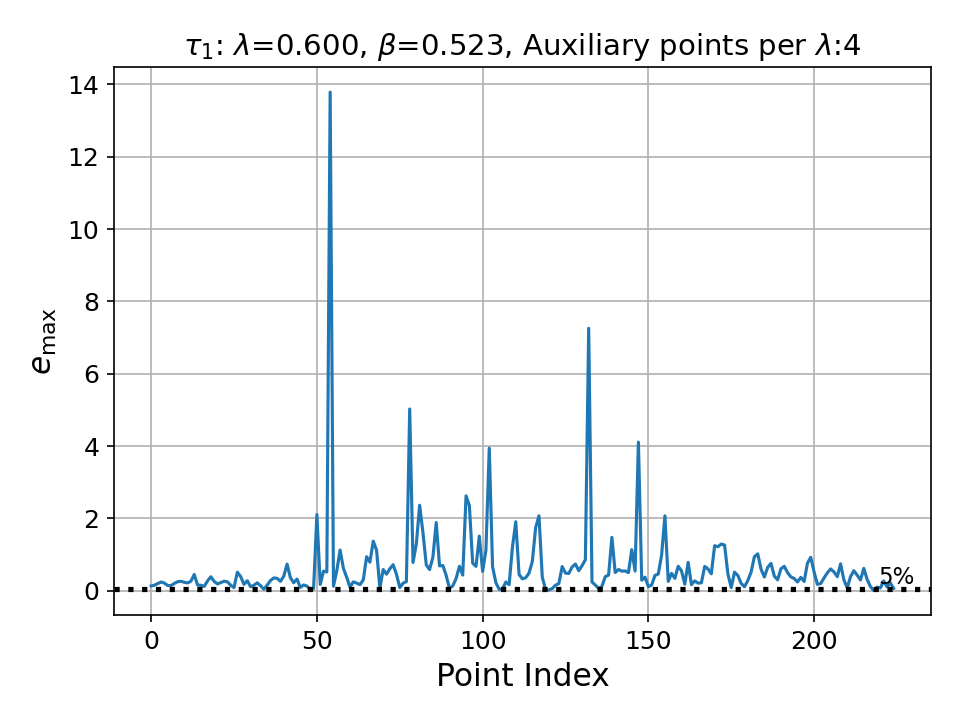 τ₁: λ=0.600, β=0.523, Auxiliary points per λ:4
14
12
10
8
6
4
2
0
e_max
5%
0 50 100 150 200
Point Index